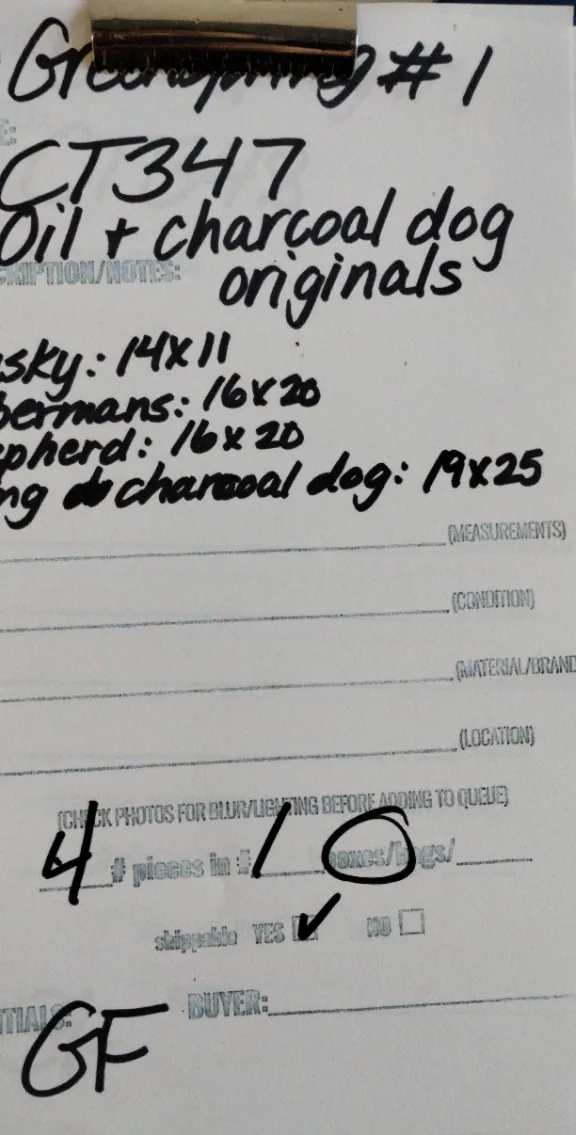 Greenspring #1
E:
CT347
Oil + charcoal dog
CRIPTION/NOTES:
originals
sky: 14x11
bermans: 16x20
pherd: 16x20
ng charcoal dog: 19x25
(MEASUREMENTS)
(CONDITION)
(MATERIAL/BRAND
(LOCATION)
(CHECK PHOTOS FOR BLUR/LIGHTING BEFORE ADDING TO QUEUE)
4 # pieces in # 1 boxes/bags/
shippable YES ✓ NO
TIALS: BUYER:
GF